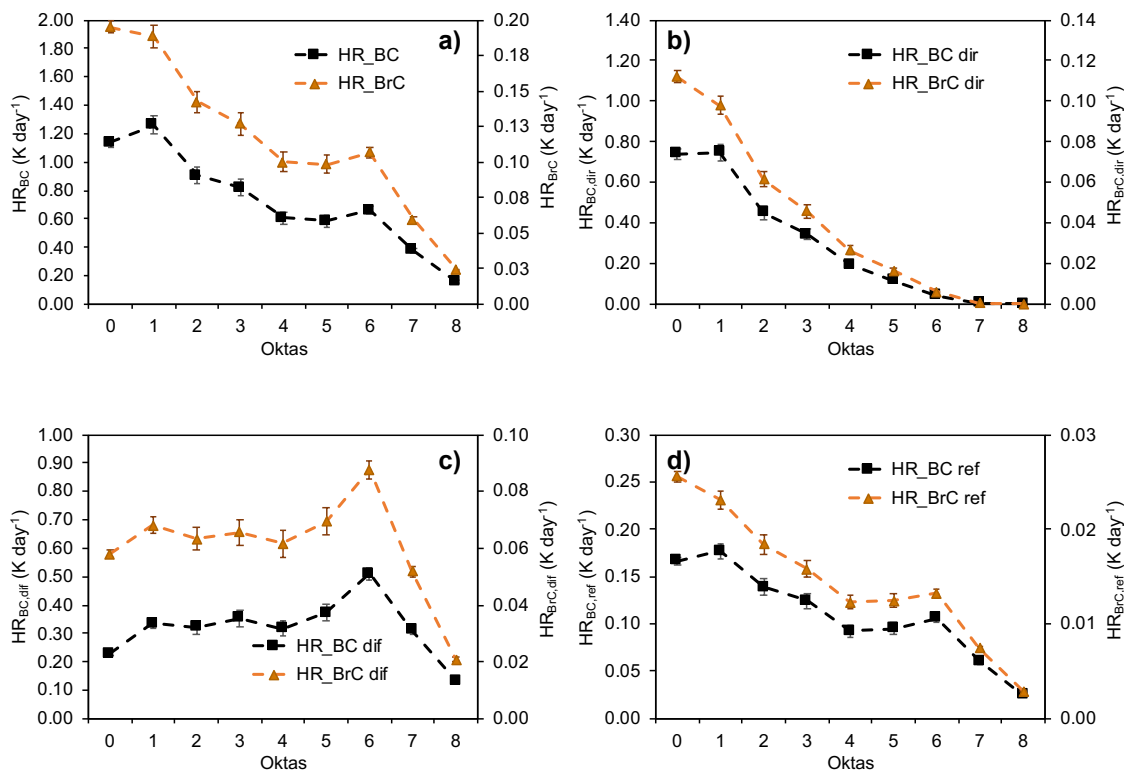 a)
HR_BC
HR_BrC
HR_BC (K day-1)
2.00
1.80
1.60
1.40
1.20
1.00
0.80
0.60
0.40
0.20
0.00
0.20
0.18
0.15
0.13
0.10
0.08
0.05
0.03
0.00
HR_BrC (K day-1)
0 1 2 3 4 5 6 7 8
Oktas
b)
HR_BC dir
HR_BrC dir
HR_BC,dir (K day-1)
1.40
1.20
1.00
0.80
0.60
0.40
0.20
0.00
0.14
0.12
0.10
0.08
0.06
0.04
0.02
0.00
HR_BrC,dir (K day-1)
0 1 2 3 4 5 6 7 8
Oktas
c)
HR_BC dif
HR_BrC dif
HR_BC,dif (K day-1)
1.00
0.90
0.80
0.70
0.60
0.50
0.40
0.30
0.20
0.10
0.00
0.10
0.08
0.06
0.04
0.02
0.00
HR_BrC,dif (K day-1)
0 1 2 3 4 5 6 7 8
Oktas
d)
HR_BC ref
HR_BrC ref
HR_BC,ref (K day-1)
0.30
0.25
0.20
0.15
0.10
0.05
0.00
0.03
0.02
0.01
0.00
HR_BrC,ref (K day-1)
0 1 2 3 4 5 6 7 8
Oktas